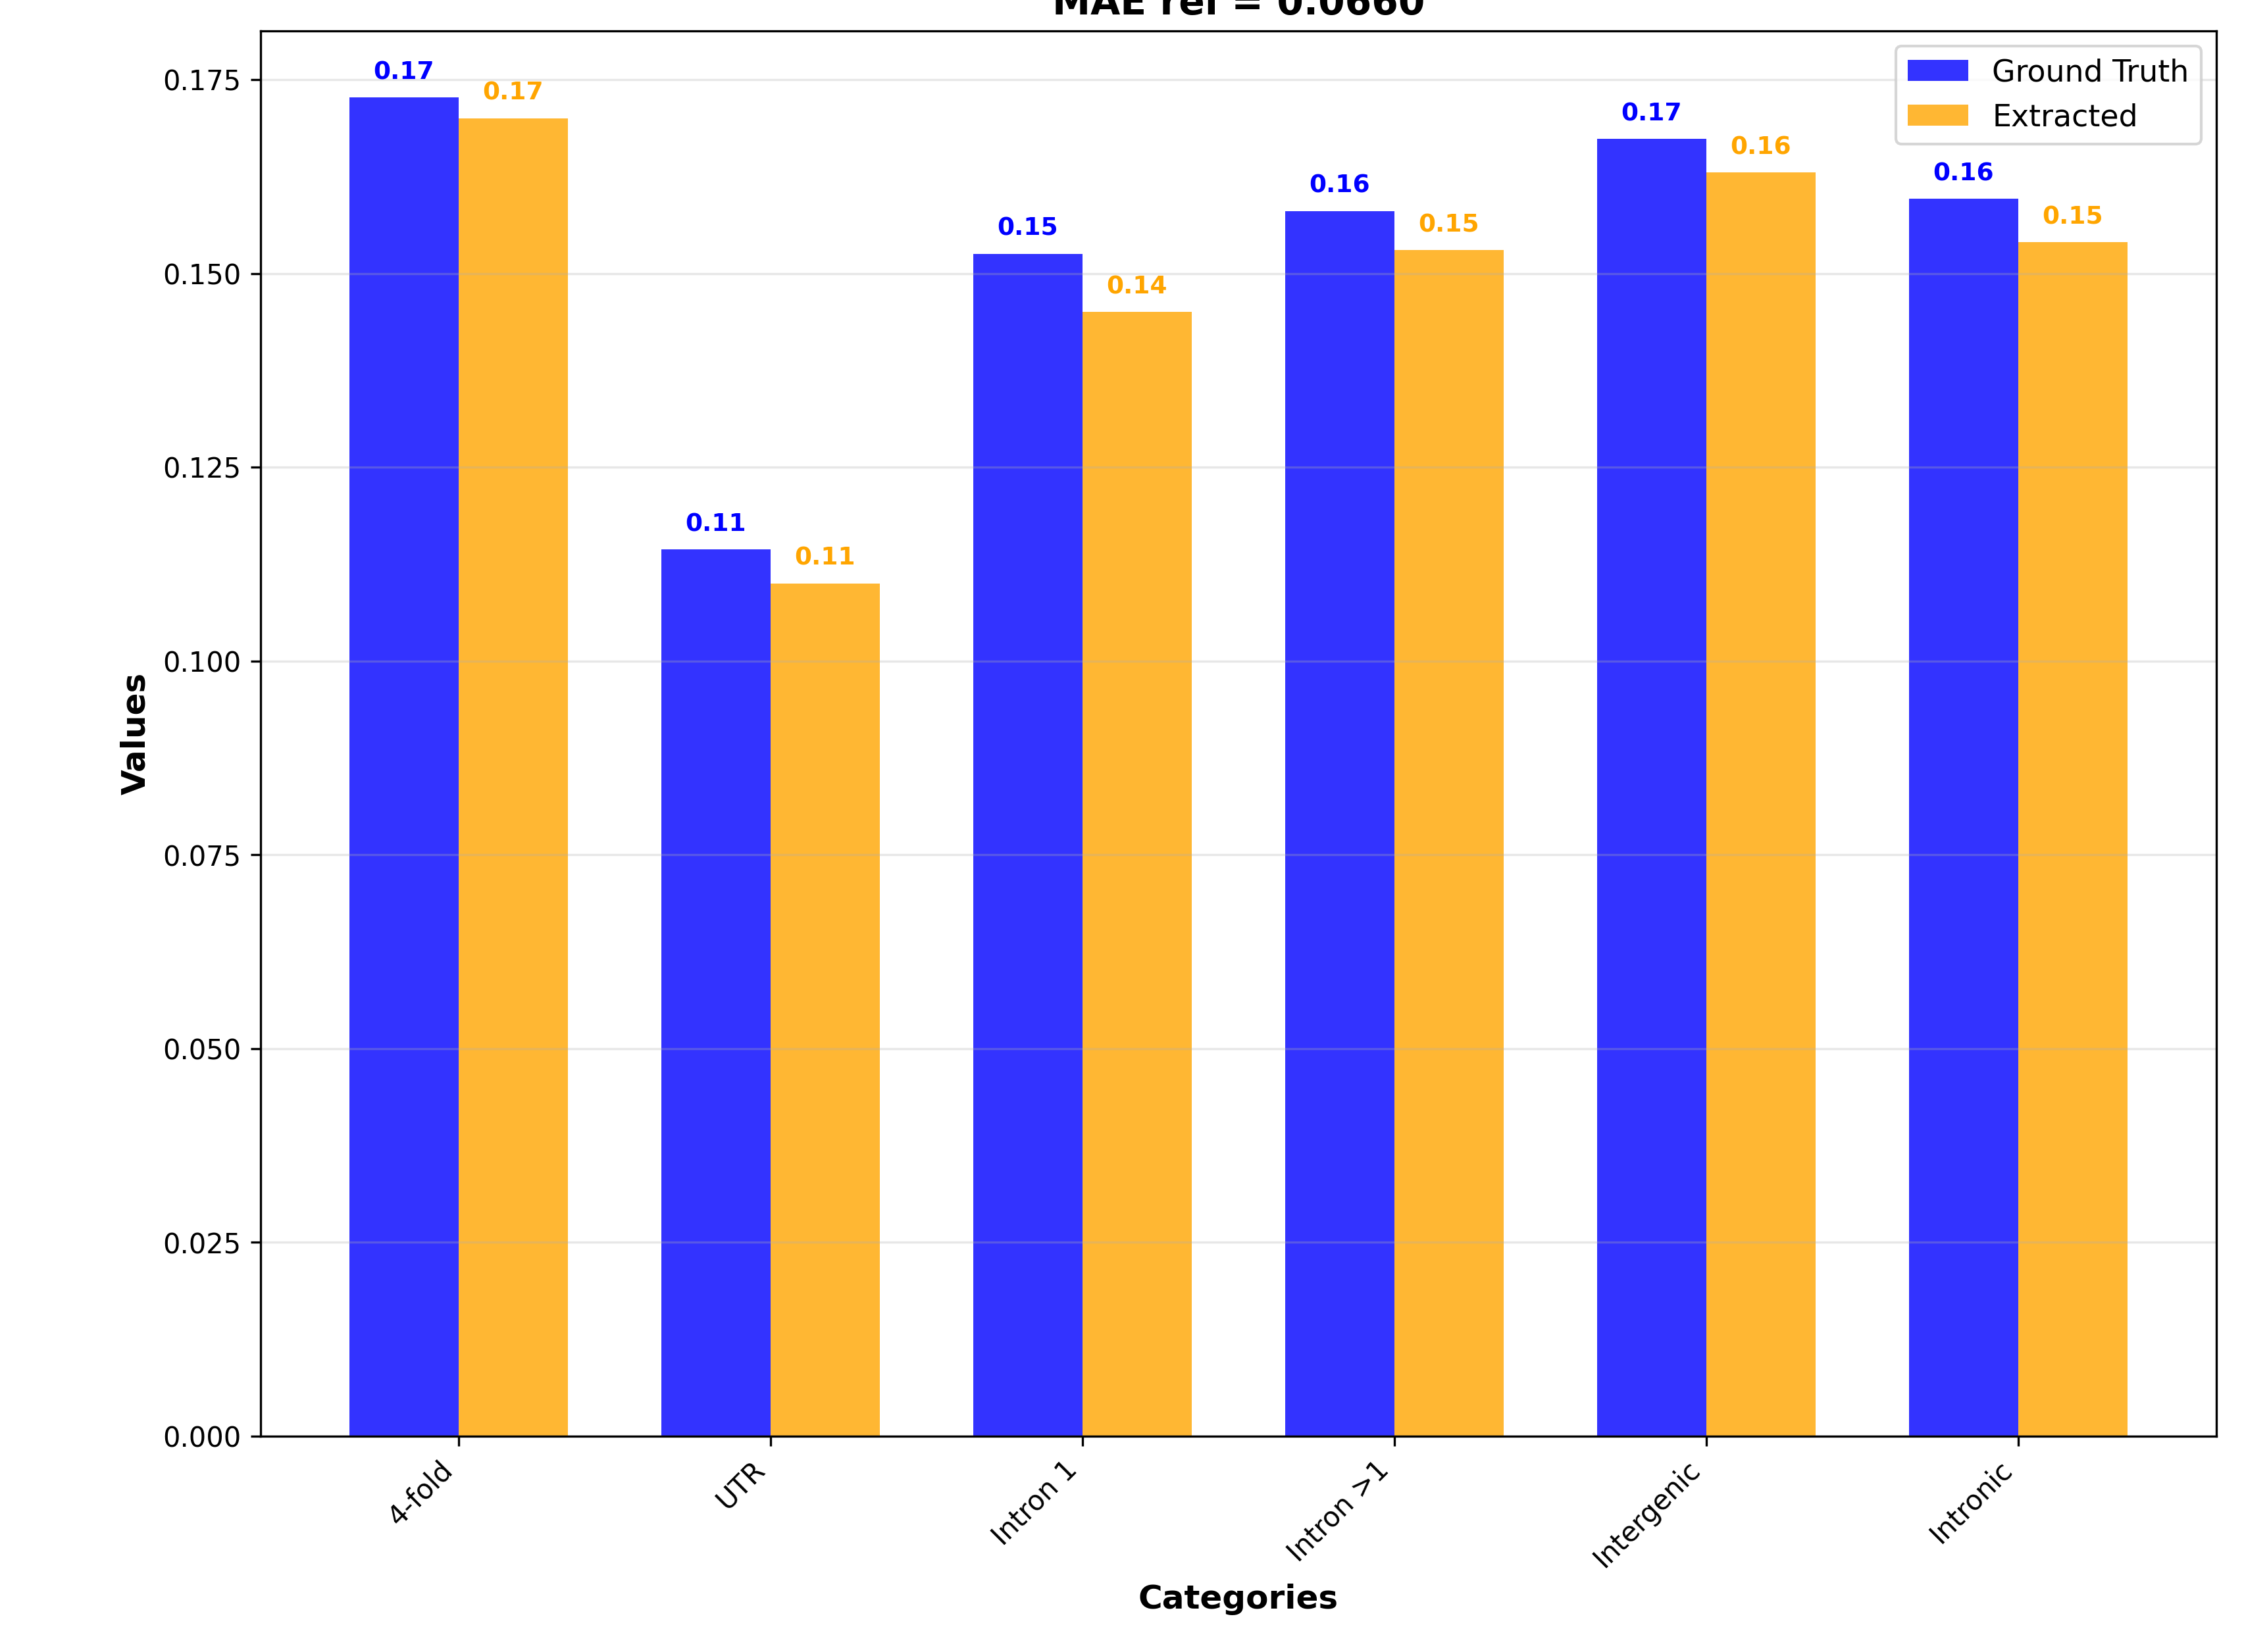 MAE rel = 0.0660
Ground Truth
Extracted
0.17
0.17
0.11
0.11
0.15
0.14
0.16
0.15
0.17
0.16
0.16
0.15
0.175
0.150
0.125
0.100
0.075
0.050
0.025
0.000
Values
4-fold
UTR
Intron 1
Intron >1
Intergenic
Intronic
Categories